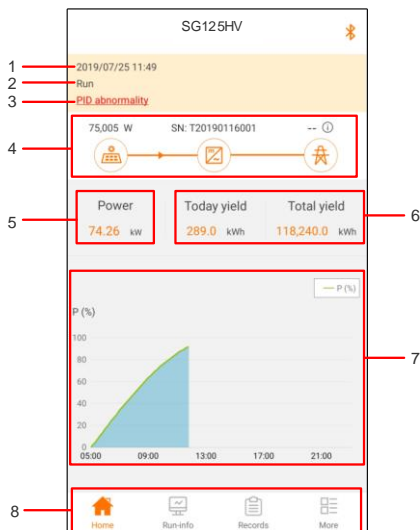 SG125HV
1
2019/07/25 11:49
2
Run
3
PID abnormality
4
75,005 W SN: T20190116001 --
5
Power Today yield Total yield
6
74.26 kW 289.0 kWh 118,240.0 kWh
7
P (%)
P (%)
100
80
60
40
20
0
05:00 09:00 13:00 17:00 21:00
8
Home Run-info Records More